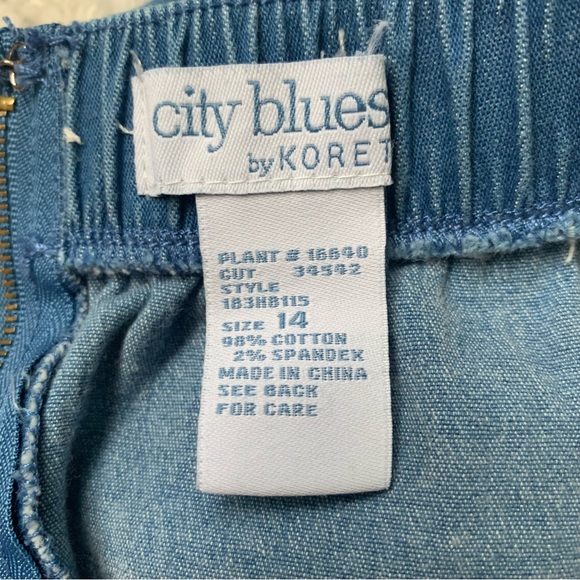 city blues
by KORET
PLANT # 16640
CUT 34542
STYLE
183H8115
SIZE 14
98% COTTON
2% SPANDEX
MADE IN CHINA
SEE BACK
FOR CARE